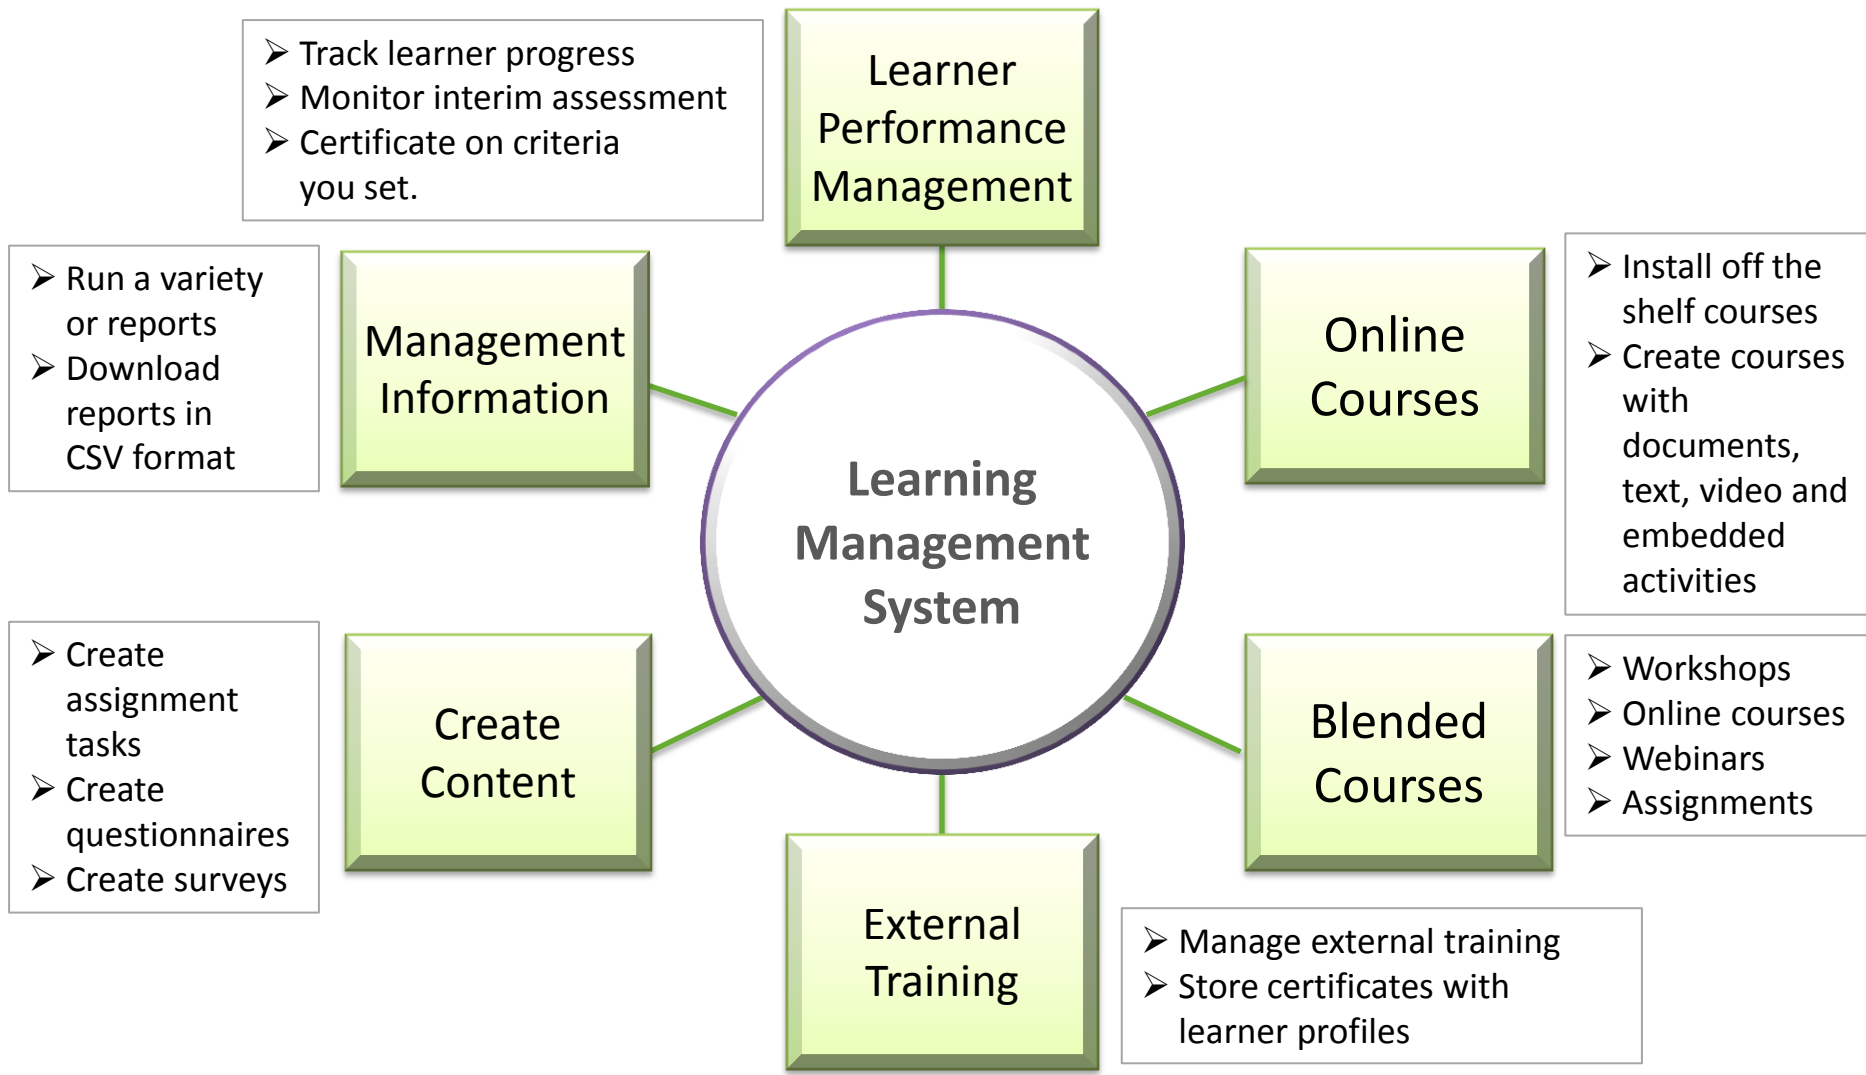 ➢ Track learner progress
➢ Monitor interim assessment
➢ Certificate on criteria
you set.
Learner
Performance
Management
➢ Run a variety
or reports
➢ Download
reports in
CSV format
Management
Information
Online
Courses
➢ Install off the
shelf courses
➢ Create courses
with
documents,
text, video and
embedded
activities
Learning
Management
System
➢ Create
assignment
tasks
➢ Create
questionnaires
➢ Create surveys
Create
Content
Blended
Courses
➢ Workshops
➢ Online courses
➢ Webinars
➢ Assignments
External
Training
➢ Manage external training
➢ Store certificates with
learner profiles